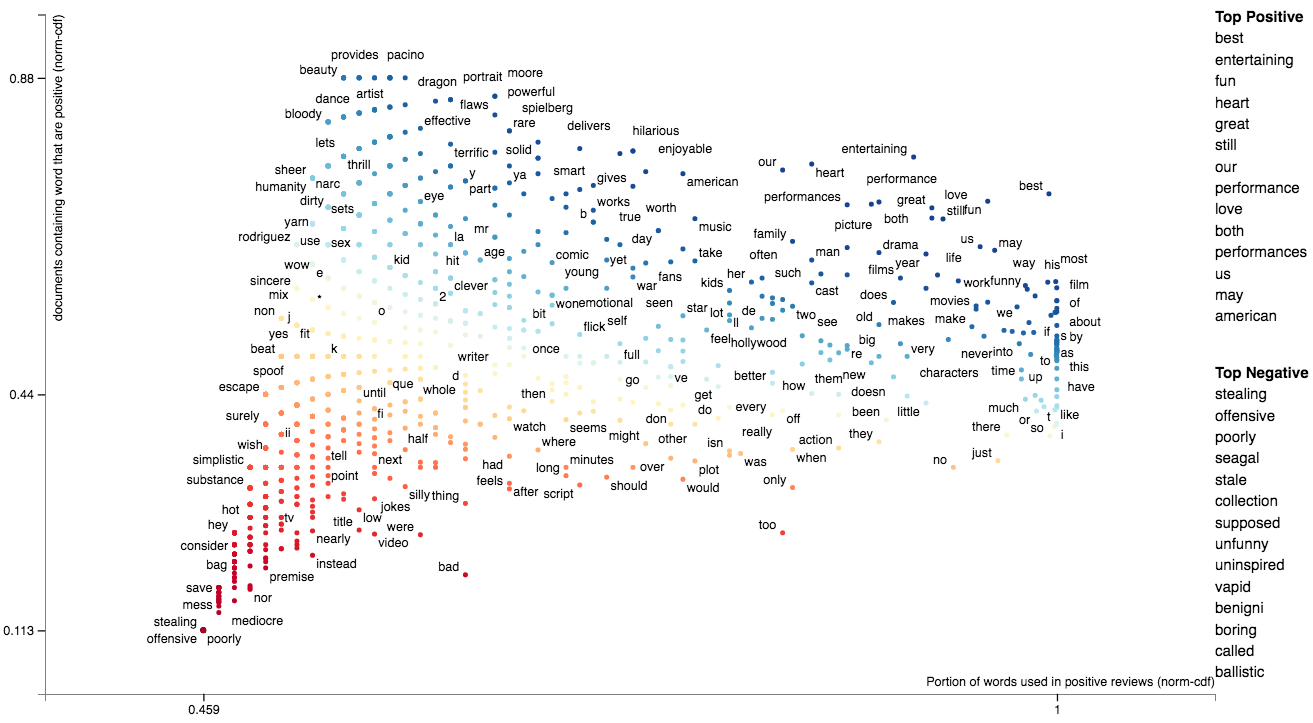 documents containing word that are positive (norm-cdf)
0.88
0.44
0.113
0.459
1
Portion of words used in positive reviews (norm-cdf)
provides pacino
beauty
dragon portrait moore
dance artist
flaws powerful
bloody
spielberg
effective
rare
delivers
hilarious
lets
enjoyable
entertaining
thrill
terrific solid
our
heart
sheer
y
ya
smart
gives
american
performance
humanity narc
part
best
dirty
eye
works
performances
great
love
sets
b
true
worth
both
still fun
yarn
mr
music
picture
rodriguez use sex
la
day
family
us
may
kid
hit
age
comic
yet
take
often
man
drama
life
way
his most
wow
e
young
fans
her
such
films
year
sincere
clever
war
kids
cast
work funny
film
mix
*
2
won emotional
seen
does
movies
of
non
j
o
bit
self
star lot
de
two
see
old
makes
make
we
about
yes fit
flick
ll
if
s by
beat
k
once
feel hollywood
re
big
very
never into
as
writer
full
to
spoof
d
go
ve
better
them new
characters
time
up
this
escape
que
whole
how
doesn
have
until
then
get
surely
fi
do
every
been
little
much
t like
ii
watch
seems
don
off
or
so
there
i
wish
half
where
might
other
isn
really
action
they
simplistic
tell
next
had
minutes
over
plot
was
when
no
just
substance
point
feels
long
should
would
only
silly thing
after script
hot
jokes
tv
title
low
hey
were
too
consider
nearly
video
bag
instead
bad
premise
save
nor
mess
stealing
mediocre
offensive poorly
Top Positive
best
entertaining
fun
heart
great
still
our
performance
love
both
performances
us
may
american
Top Negative
stealing
offensive
poorly
seagal
stale
collection
supposed
unfunny
uninspired
vapid
benigni
boring
called
ballistic